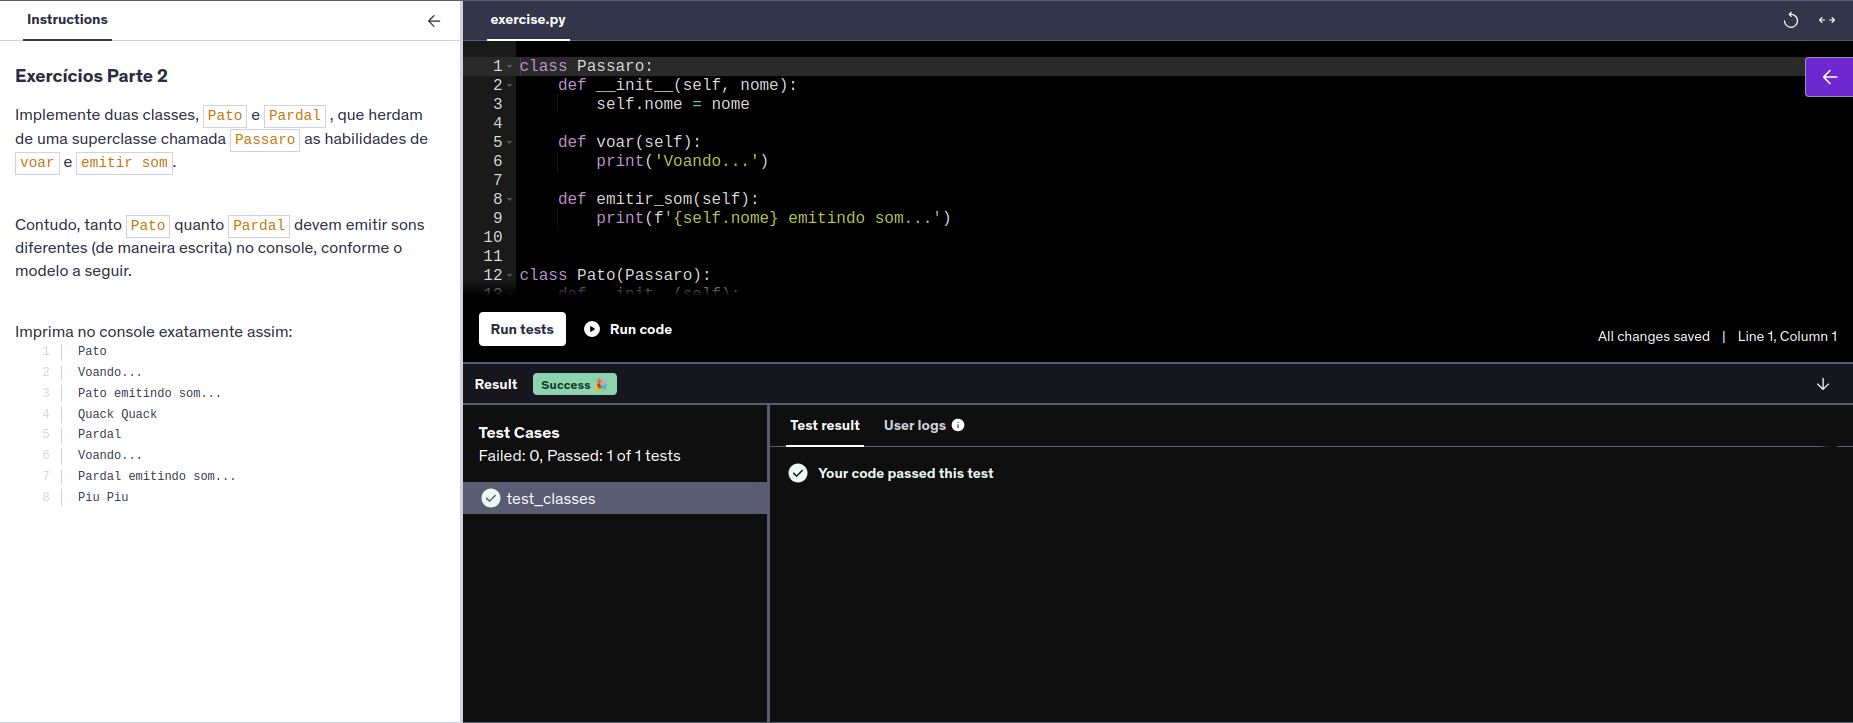 Instructions
Exercícios Parte 2
Implemente duas classes, Pato e Pardal , que herdam
de uma superclasse chamada Passaro as habilidades de
voar e emitir som.
Contudo, tanto Pato quanto Pardal devem emitir sons
diferentes (de maneira escrita) no console, conforme o
modelo a seguir.
Imprima no console exatamente assim:
1 Pato
2 Voando...
3 Pato emitindo som...
4 Quack Quack
5 Pardal
6 Voando...
7 Pardal emitindo som...
8 Piu Piu
exercise.py
1 class Passaro:
2     def __init__(self, nome):
3         self.nome = nome
4
5     def voar(self):
6         print('Voando...')
7
8     def emitir_som(self):
9         print(f'{self.nome} emitindo som...')
10
11
12 class Pato(Passaro):
13     def __init__(self):
Run tests
Run code
All changes saved | Line 1, Column 1
Result Success 🎉
Test Cases
Failed: 0, Passed: 1 of 1 tests
test_classes
Test result User logs
Your code passed this test